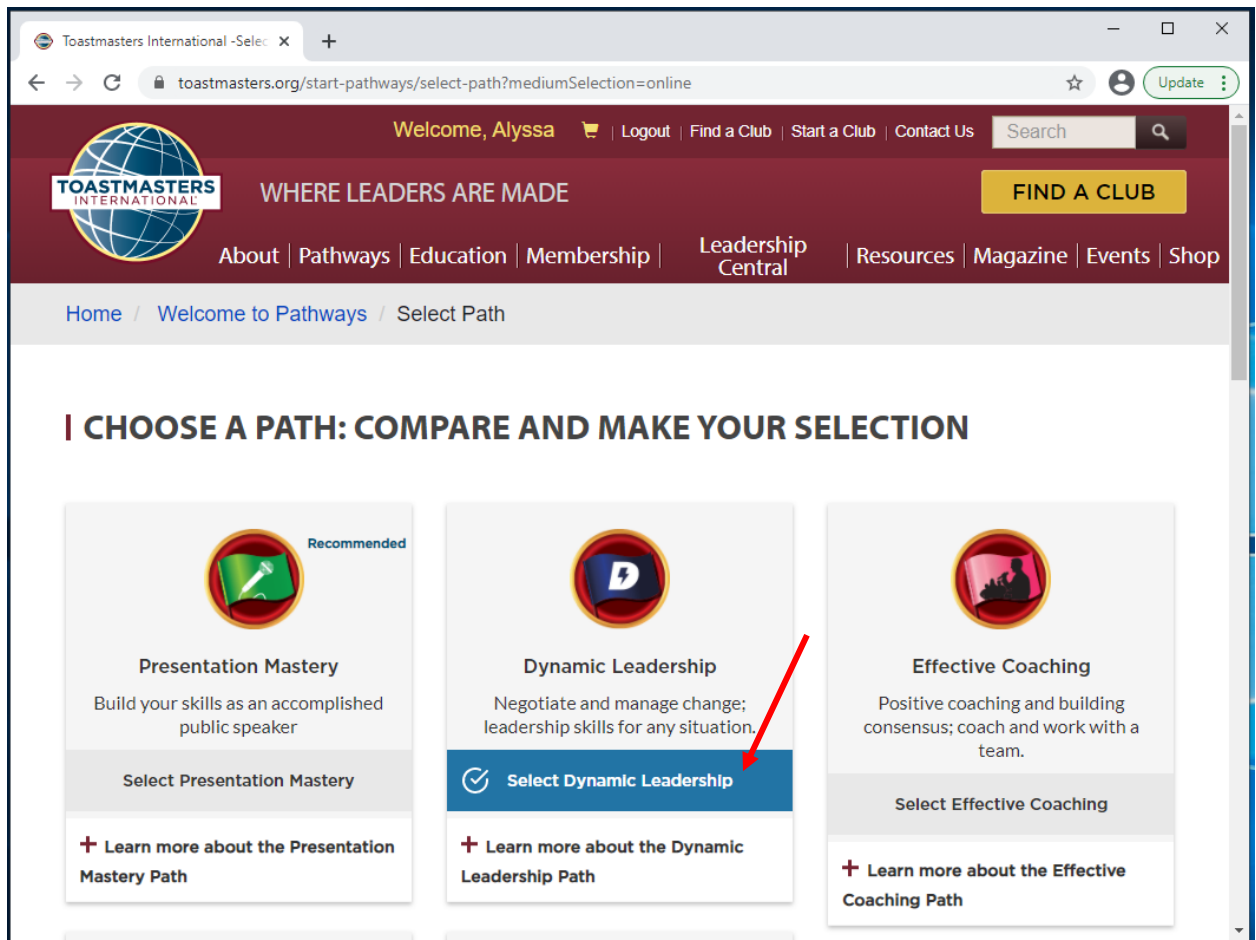 Toastmasters International -Selec
toastmasters.org/start-pathways/select-path?mediumSelection=online
Update
Welcome, Alyssa | Logout | Find a Club | Start a Club | Contact Us
Search
TOASTMASTERS
INTERNATIONAL
WHERE LEADERS ARE MADE
FIND A CLUB
About | Pathways | Education | Membership | Leadership Central | Resources | Magazine | Events | Shop
Home / Welcome to Pathways / Select Path
CHOOSE A PATH: COMPARE AND MAKE YOUR SELECTION
Recommended
Presentation Mastery
Build your skills as an accomplished
public speaker
Select Presentation Mastery
+ Learn more about the Presentation
Mastery Path
D
Dynamic Leadership
Negotiate and manage change;
leadership skills for any situation.
Select Dynamic Leadership
+ Learn more about the Dynamic
Leadership Path
Effective Coaching
Positive coaching and building
consensus; coach and work with a
team.
Select Effective Coaching
+ Learn more about the Effective
Coaching Path